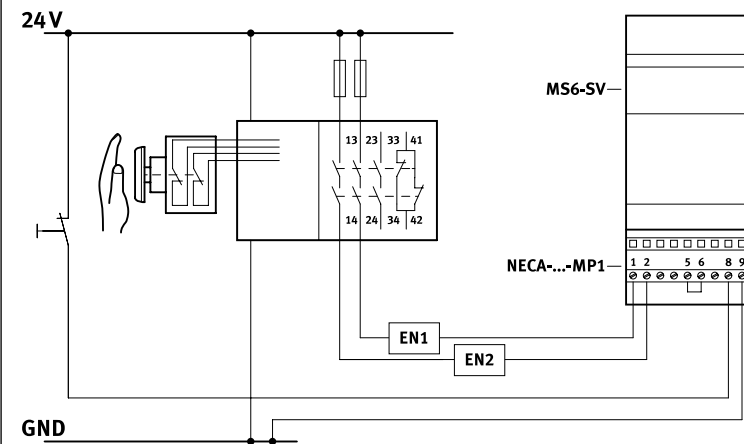 24 V
MS6-SV
13 23 33 41
14 24 34 42
NECA-...-MP1
1 2 5 6 8 9
EN1
EN2
GND